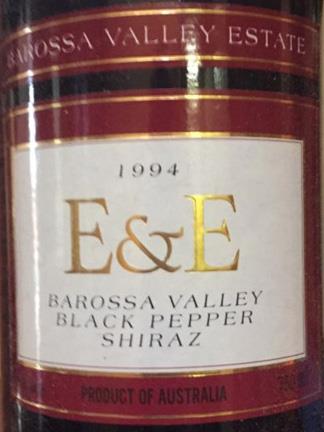 BAROSSA VALLEY ESTATE
1994
E&E
BAROSSA VALLEY
BLACK PEPPER
SHIRAZ
PRODUCT OF AUSTRALIA